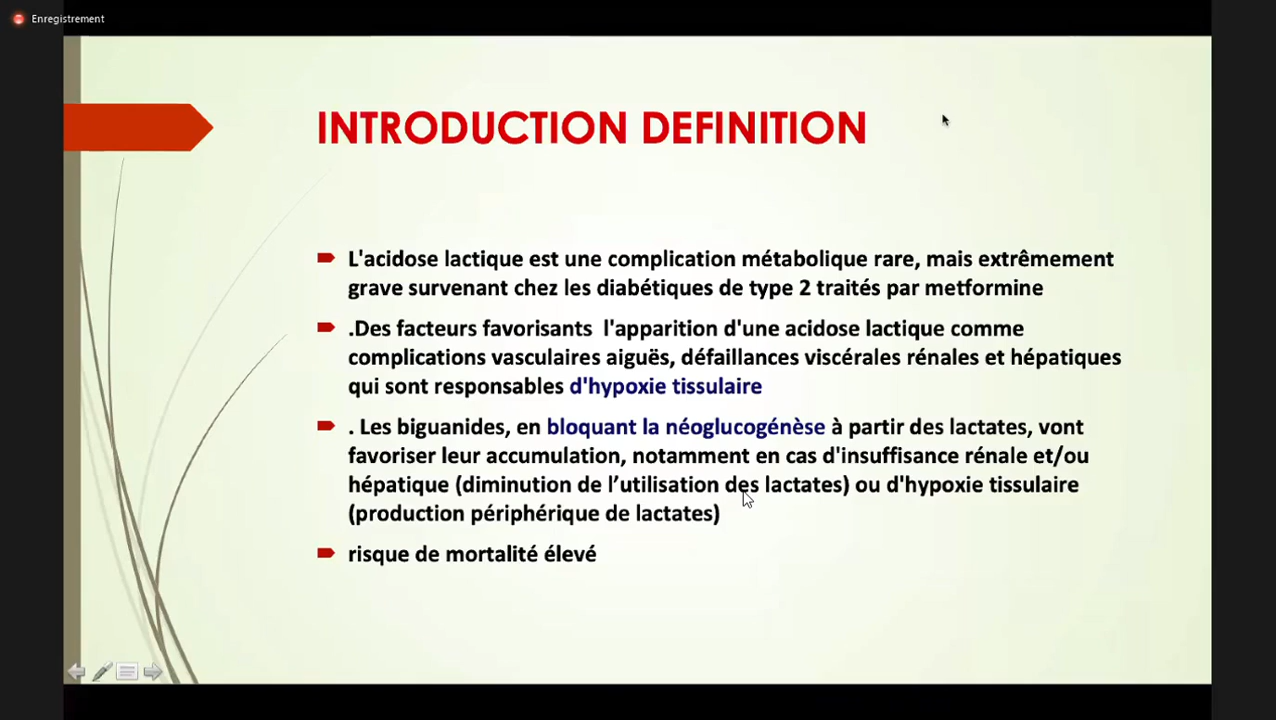 Enregistrement
INTRODUCTION DEFINITION
L'acidose lactique est une complication métabolique rare, mais extrêmement
grave survenant chez les diabétiques de type 2 traités par metformine
.Des facteurs favorisants l'apparition d'une acidose lactique comme
complications vasculaires aiguës, défaillances viscérales rénales et hépatiques
qui sont responsables d'hypoxie tissulaire
. Les biguanides, en bloquant la néoglucogénèse à partir des lactates, vont
favoriser leur accumulation, notamment en cas d'insuffisance rénale et/ou
hépatique (diminution de l’utilisation des lactates) ou d'hypoxie tissulaire
(production périphérique de lactates)
risque de mortalité élevé